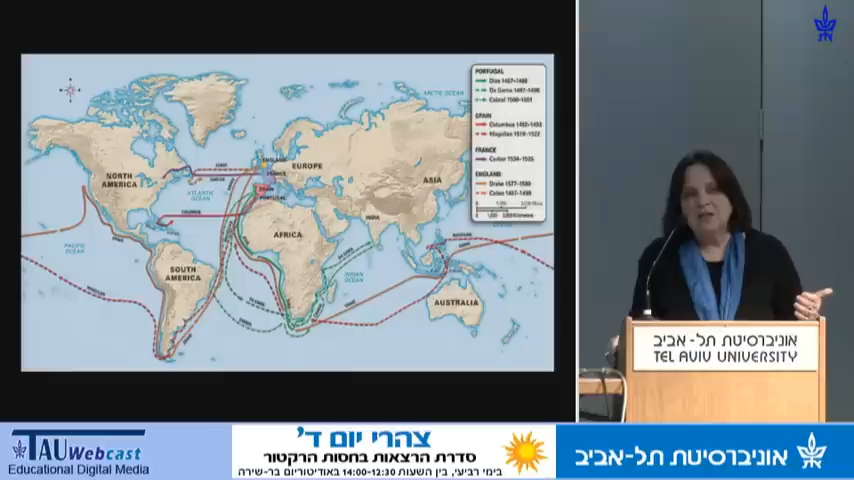 PORTUGAL
Dias 1487–1488
Da Gama 1497–1498
Cabral 1500–1501
SPAIN
Columbus 1492–1493
Magellan 1519–1522
FRANCE
Cartier 1534–1535
ENGLAND
Drake 1577–1580
Cabot 1497–1498
ARCTIC OCEAN
ENGLAND
EUROPE
FRANCE
NORTH
AMERICA
ASIA
ATLANTIC
OCEAN
PORTUGAL
INDIA
AFRICA
PACIFIC
OCEAN
SOUTH
AMERICA
INDIAN
OCEAN
AUSTRALIA
אוניברסיטת תל-אביב
TEL AVIV UNIVERSITY
TAU Webcast
Educational Digital Media
צהרי יום ד'
סדרת הרצאות בחסות הרקטור
בימי רביעי, בין השעות 14:00-12:30 באודיטוריום בר-שירה
אוניברסיטת תל-אביב